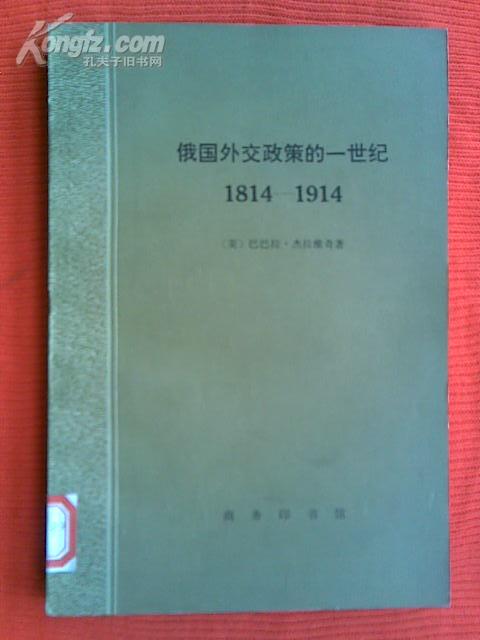 Kongfz.com
孔夫子旧书网
俄国外交政策的一世纪
1814—1914
〔美〕巴巴拉·杰拉维奇著
商务印书馆